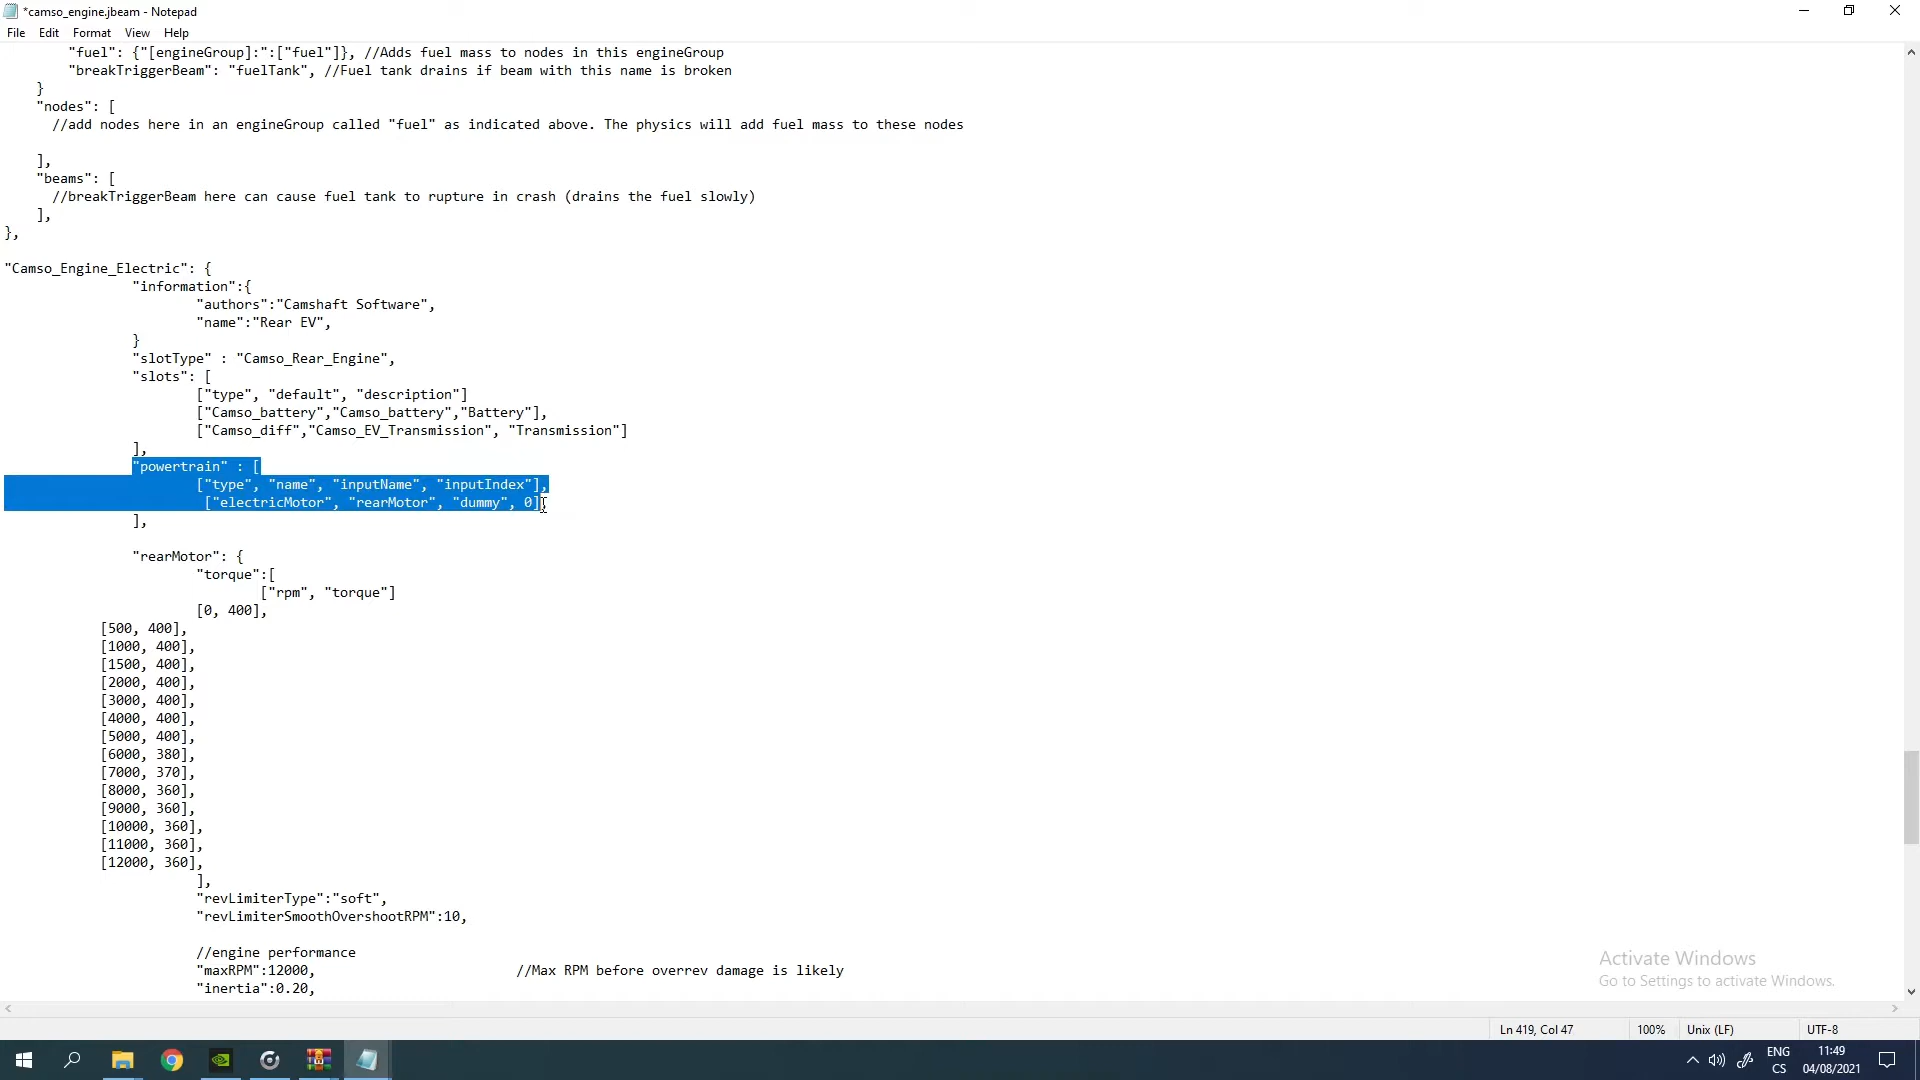 *camso_engine.jbeam - Notepad
File Edit Format View Help
"fuel": {"[engineGroup]:":["fuel"]}, //Adds fuel mass to nodes in this engineGroup
"breakTriggerBeam": "fuelTank", //Fuel tank drains if beam with this name is broken
}
"nodes": [
//add nodes here in an engineGroup called "fuel" as indicated above. The physics will add fuel mass to these nodes
],
"beams": [
//breakTriggerBeam here can cause fuel tank to rupture in crash (drains the fuel slowly)
],
},
"Camso_Engine_Electric": {
"information":{
"authors":"Camshaft Software",
"name":"Rear EV",
}
"slotType" : "Camso_Rear_Engine",
"slots": [
["type", "default", "description"]
["Camso_battery","Camso_battery","Battery"],
["Camso_diff","Camso_EV_Transmission", "Transmission"]
],
"powertrain" : [
["type", "name", "inputName", "inputIndex"],
["electricMotor", "rearMotor", "dummy", 0],
],
"rearMotor": {
"torque":[
["rpm", "torque"]
[0, 400],
[500, 400],
[1000, 400],
[1500, 400],
[2000, 400],
[3000, 400],
[4000, 400],
[5000, 400],
[6000, 380],
[7000, 370],
[8000, 360],
[9000, 360],
[10000, 360],
[11000, 360],
[12000, 360],
],
"revLimiterType":"soft",
"revLimiterSmoothOvershootRPM":10,
//engine performance
"maxRPM":12000, //Max RPM before overrev damage is likely
"inertia":0.20,
Activate Windows
Go to Settings to activate Windows.
Ln 419, Col 47 100% Unix (LF) UTF-8
ENG 11:49
CS 04/08/2021